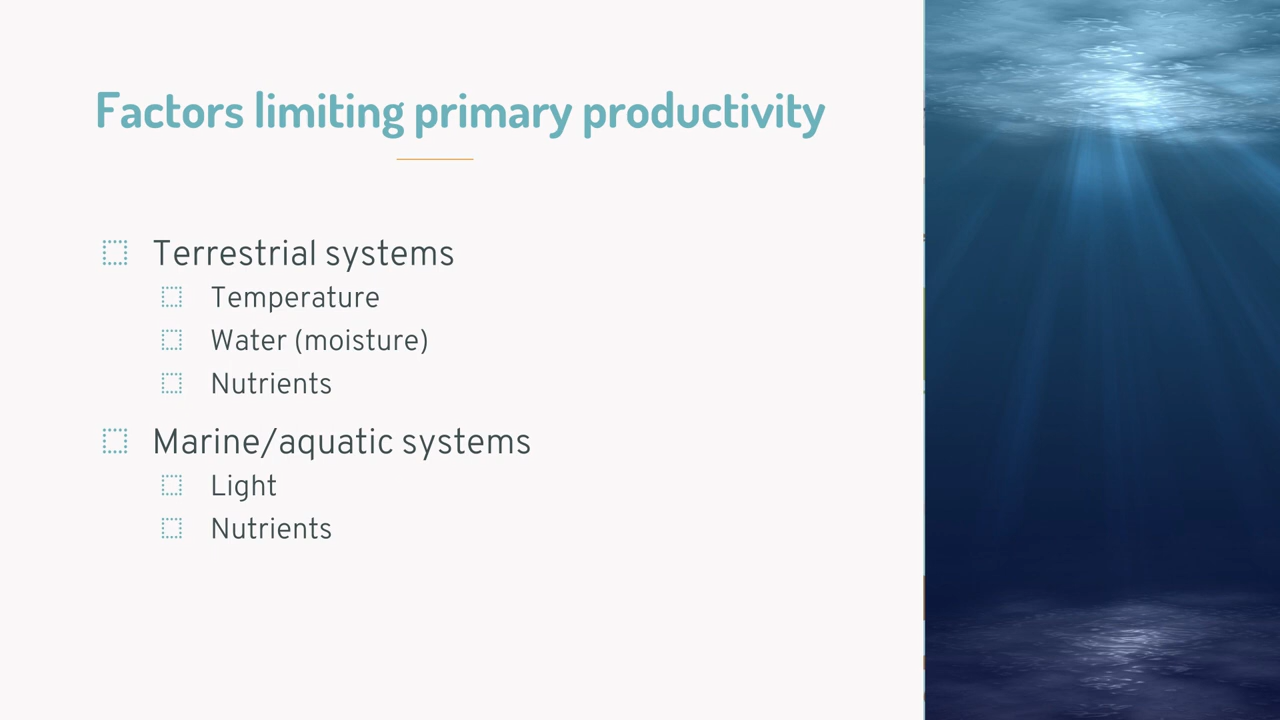 Factors limiting primary productivity
Terrestrial systems
Temperature
Water (moisture)
Nutrients
Marine/aquatic systems
Light
Nutrients